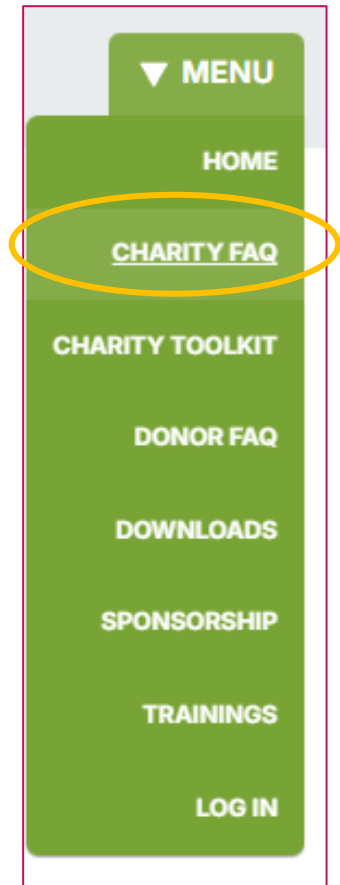 ▼ MENU
HOME
CHARITY FAQ
CHARITY TOOLKIT
DONOR FAQ
DOWNLOADS
SPONSORSHIP
TRAININGS
LOG IN